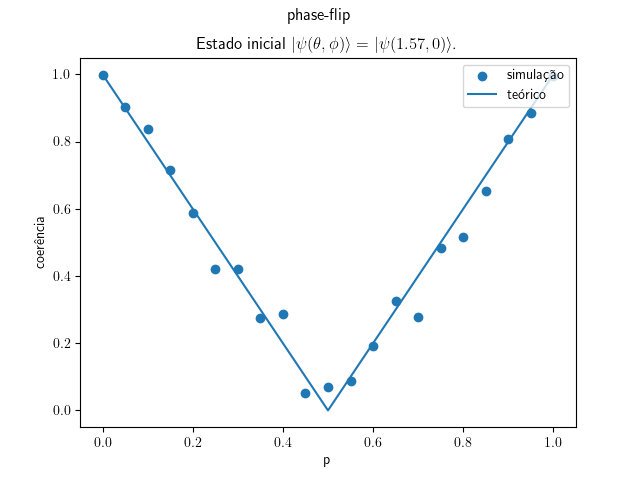 phase-flip
Estado inicial |ψ(θ, ϕ)⟩ = |ψ(1.57, 0)⟩.
simulação
teórico
1.0
0.8
0.6
0.4
0.2
0.0
coerência
0.0 0.2 0.4 0.6 0.8 1.0
p